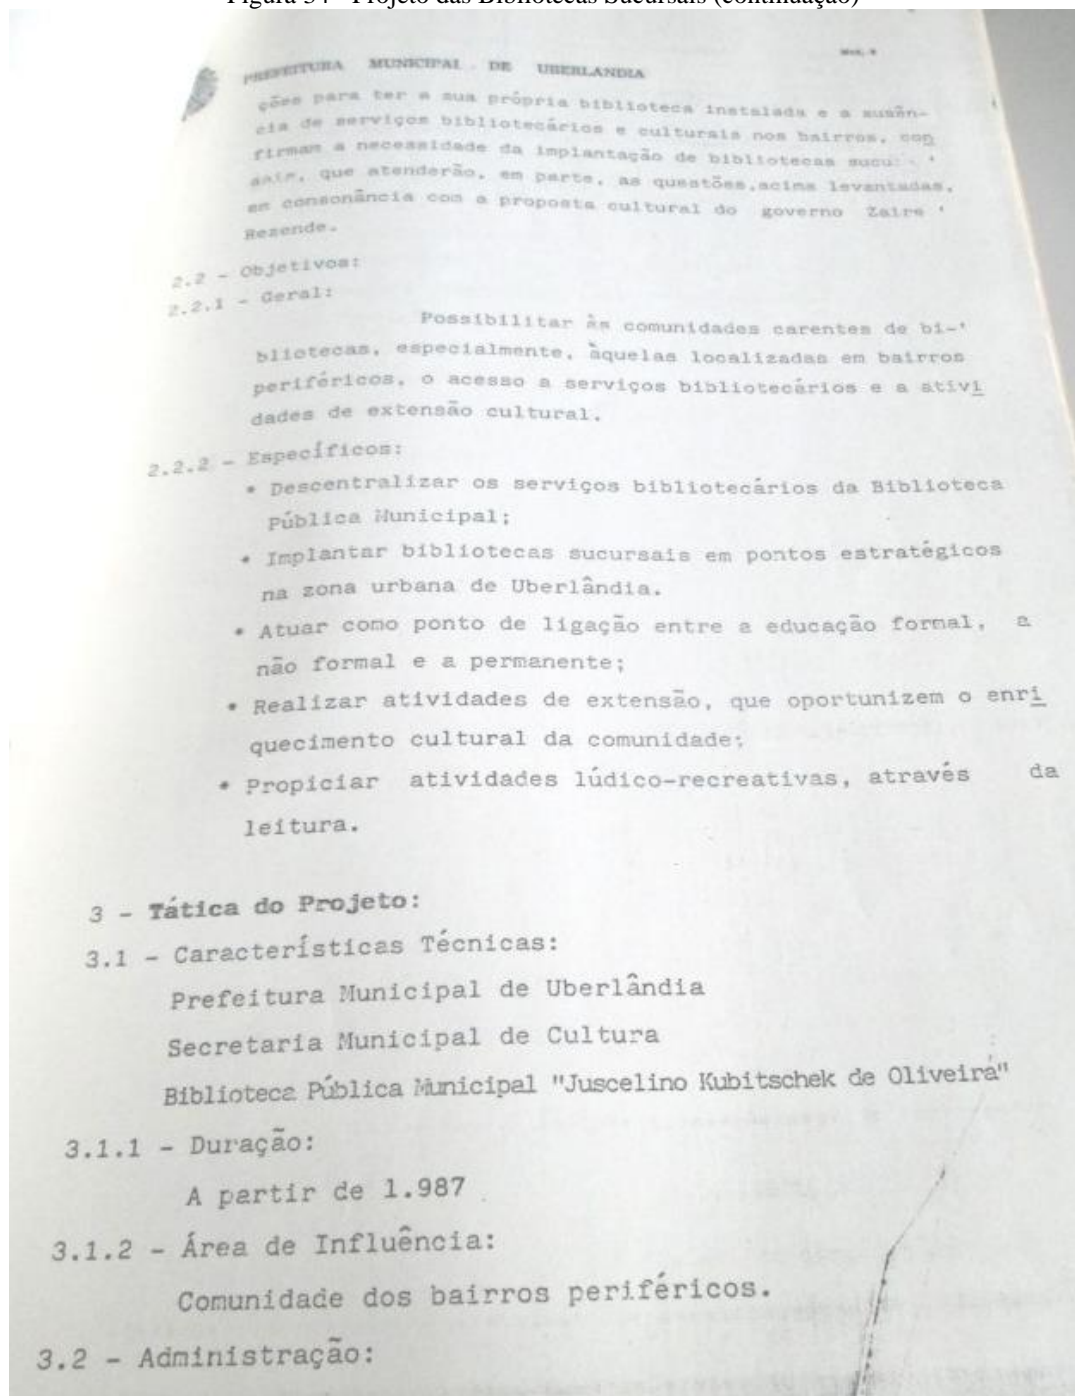 Projeto das Bibliotecas Sucursais (continuação)
PREFEITURA MUNICIPAL DE UBERLANDIA
ções para ter a sua própria biblioteca instalada e a ausên-
cia de serviços bibliotecários e culturais nos bairros, con
firmam a necessidade da implantação de bibliotecas sucur- '
sais, que atenderão, em parte, as questões,acima levantadas,
em consonância com a proposta cultural do governo Zaire '
Rezende.
2.2 - Objetivos:
2.2.1 - Geral:
Possibilitar às comunidades carentes de bi-'
bliotecas, especialmente, àquelas localizadas em bairros
periféricos, o acesso a serviços bibliotecários e a ativi
dades de extensão cultural.
2.2.2 - Específicos:
• Descentralizar os serviços bibliotecários da Biblioteca
Pública Municipal;
• Implantar bibliotecas sucursais em pontos estratégicos
na zona urbana de Uberlândia.
• Atuar como ponto de ligação entre a educação formal, a
não formal e a permanente;
• Realizar atividades de extensão, que oportunizem o enri
quecimento cultural da comunidade;
• Propiciar atividades lúdico-recreativas, através da
leitura.
3 - Tática do Projeto:
3.1 - Características Técnicas:
Prefeitura Municipal de Uberlândia
Secretaria Municipal de Cultura
Biblioteca Pública Municipal "Juscelino Kubitschek de Oliveira"
3.1.1 - Duração:
A partir de 1.987
3.1.2 - Área de Influência:
Comunidade dos bairros periféricos.
3.2 - Administração: